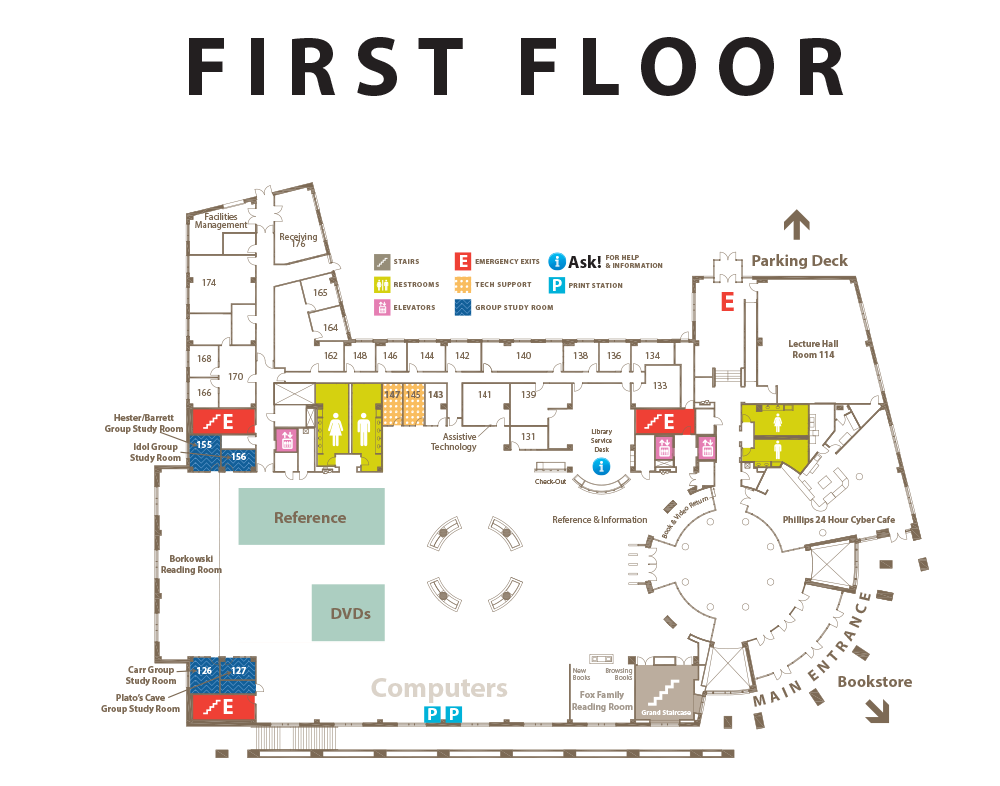 FIRST FLOOR
Facilities
Management
Receiving
176
174
165
164
STAIRS
RESTROOMS
ELEVATORS
E EMERGENCY EXITS
TECH SUPPORT
GROUP STUDY ROOM
i Ask! FOR HELP
& INFORMATION
P PRINT STATION
Parking Deck
E
Lecture Hall
Room 114
168
170
166
162
148
146
144
142
140
138
136
134
133
147
145
143
141
139
131
Assistive
Technology
Library
Service
Desk
i
Check-Out
Hester/Barrett
Group Study Room
Idol Group
Study Room
E
155
156
E
Reference
Reference & Information
Book & Video Return
Phillips 24 Hour Cyber Cafe
Borkowski
Reading Room
DVDs
MAIN ENTRANCE
Bookstore
Carr Group
Study Room
Plato's Cave
Group Study Room
126
127
E
Computers
P P
New
Books
Browsing
Books
Fox Family
Reading Room
Grand Staircase